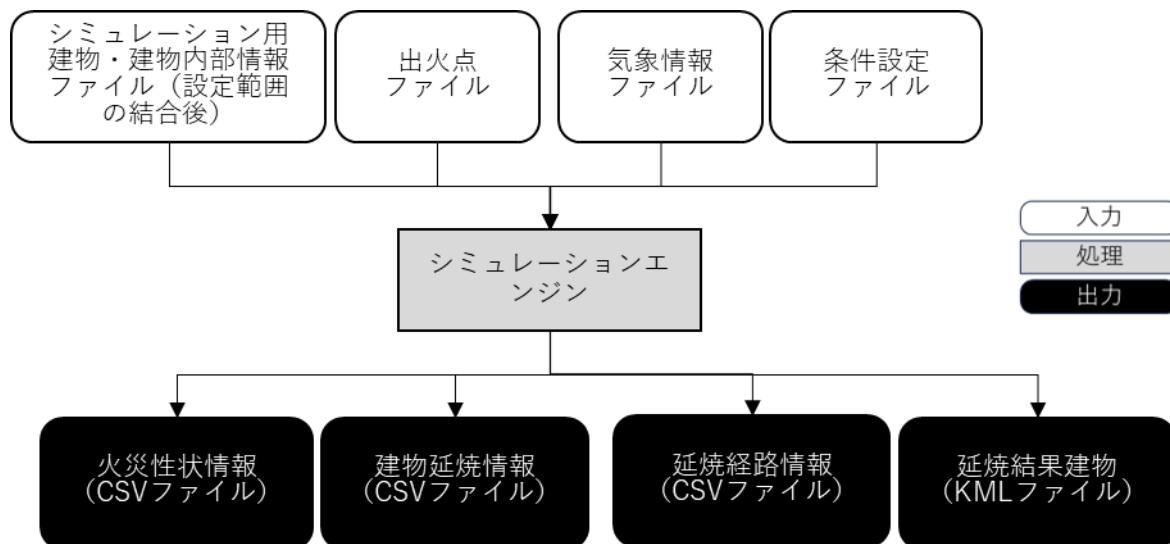 シミュレーション用
建物・建物内部情報
ファイル（設定範囲
の結合後）
出火点
ファイル
気象情報
ファイル
条件設定
ファイル
シミュレーションエ
ンジン
入力
処理
出力
火災性状情報
（CSVファイル）
建物延焼情報
（CSVファイル）
延焼経路情報
（CSVファイル）
延焼結果建物
（KMLファイル）